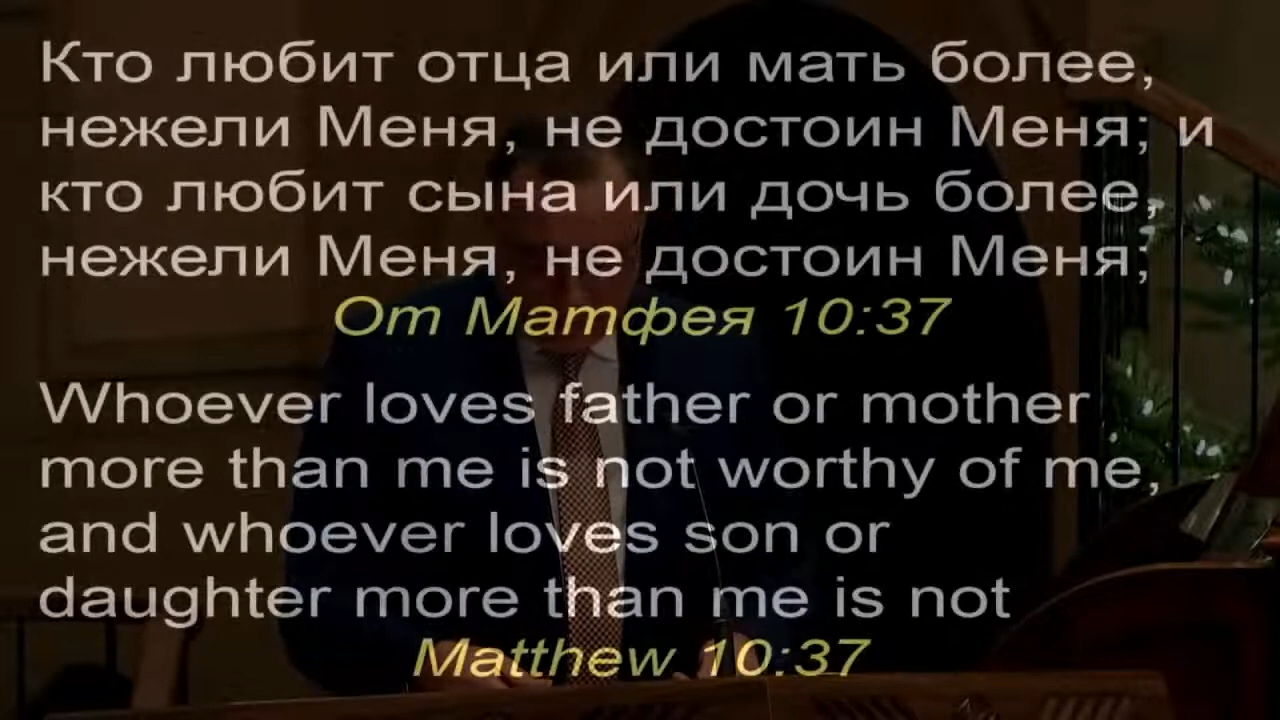 Кто любит отца или мать более,
нежели Меня, не достоин Меня; и
кто любит сына или дочь более,
нежели Меня, не достоин Меня;
От Матфея 10:37
Whoever loves father or mother
more than me is not worthy of me,
and whoever loves son or
daughter more than me is not
Matthew 10:37